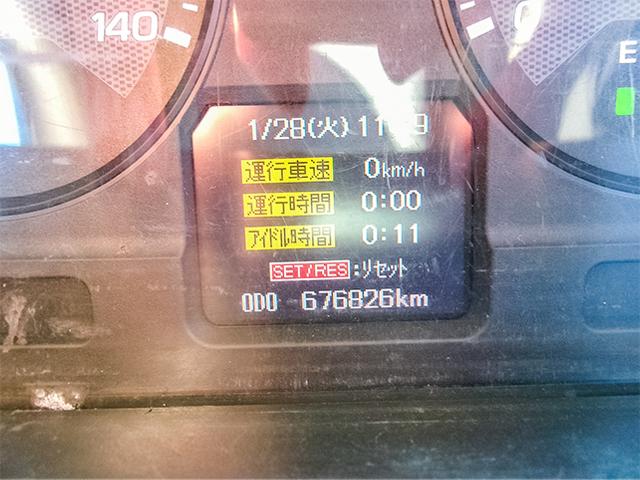 140
0
E
1/28(火)
運行車速 0km/h
運行時間 0:00
アイドル時間 0:11
SET/RES:リセット
ODO 676826km